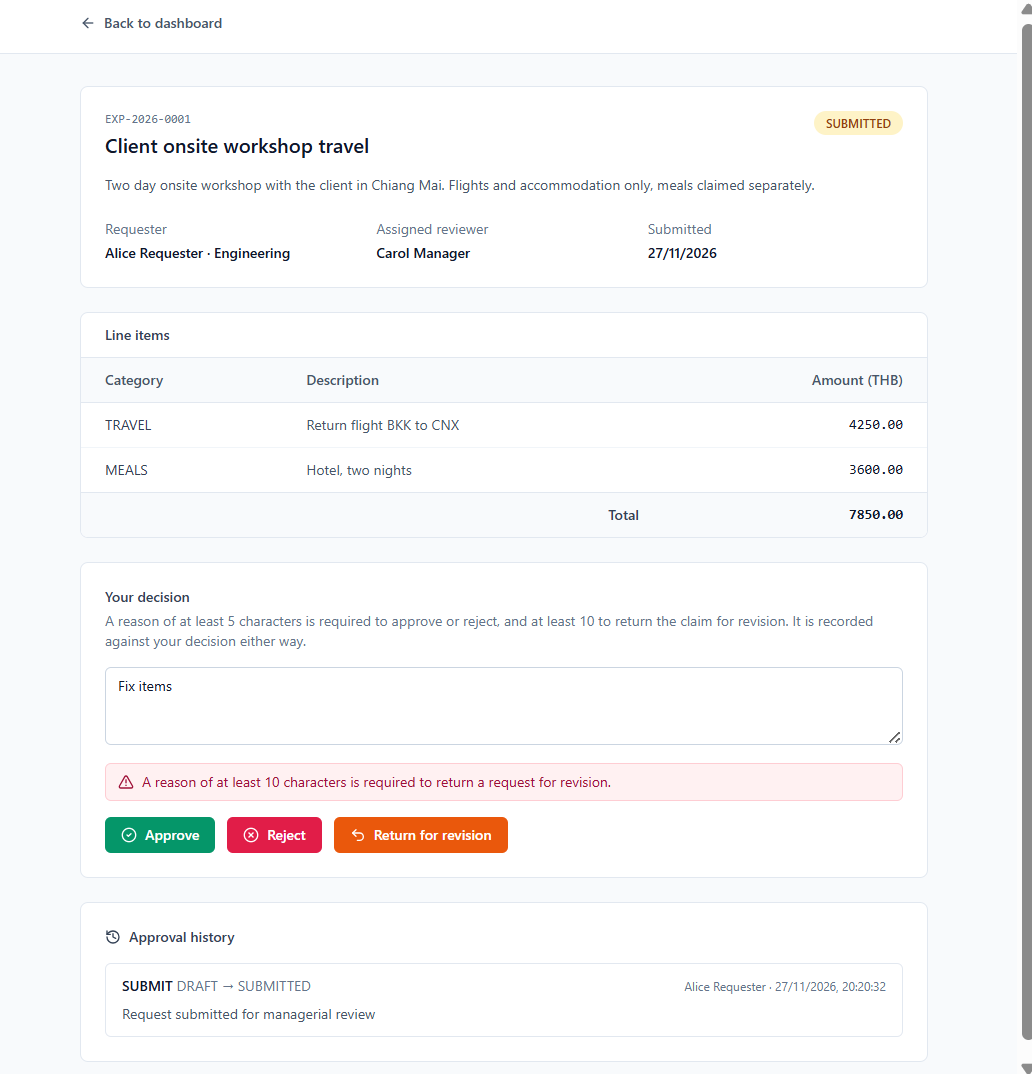 Back to dashboard
EXP-2026-0001
SUBMITTED
Client onsite workshop travel
Two day onsite workshop with the client in Chiang Mai. Flights and accommodation only, meals claimed separately.
Requester Assigned reviewer Submitted
Alice Requester · Engineering Carol Manager 27/11/2026
Line items
Category Description Amount (THB)
TRAVEL Return flight BKK to CNX 4250.00
MEALS Hotel, two nights 3600.00
Total 7850.00
Your decision
A reason of at least 5 characters is required to approve or reject, and at least 10 to return the claim for revision. It is recorded
against your decision either way.
Fix items
A reason of at least 10 characters is required to return a request for revision.
Approve Reject Return for revision
Approval history
SUBMIT DRAFT → SUBMITTED Alice Requester · 27/11/2026, 20:20:32
Request submitted for managerial review